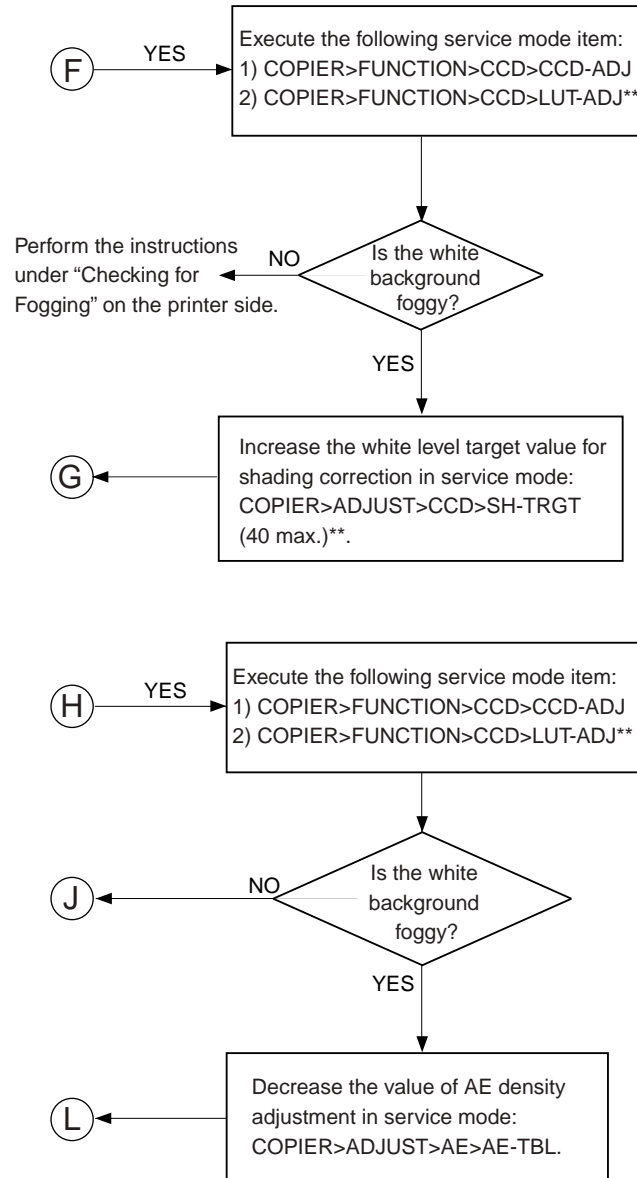 F
YES
Execute the following service mode item:
1) COPIER>FUNCTION>CCD>CCD-ADJ
2) COPIER>FUNCTION>CCD>LUT-ADJ**
Is the white
background
foggy?
NO
Perform the instructions
under “Checking for
Fogging” on the printer side.
YES
Increase the white level target value for
shading correction in service mode:
COPIER>ADJUST>CCD>SH-TRGT
(40 max.)**.
G
H
YES
Execute the following service mode item:
1) COPIER>FUNCTION>CCD>CCD-ADJ
2) COPIER>FUNCTION>CCD>LUT-ADJ**
Is the white
background
foggy?
NO
J
YES
Decrease the value of AE density
adjustment in service mode:
COPIER>ADJUST>AE>AE-TBL.
L